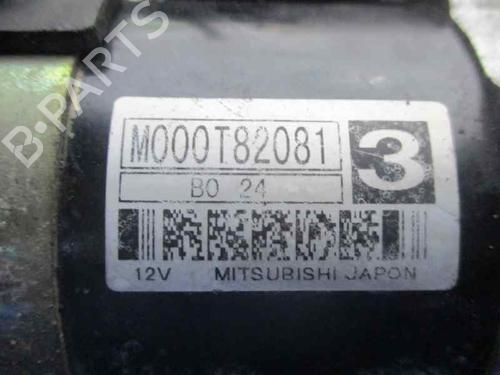 M000T82081
3
B0 24
12V MITSUBISHI JAPON
B-PARTS